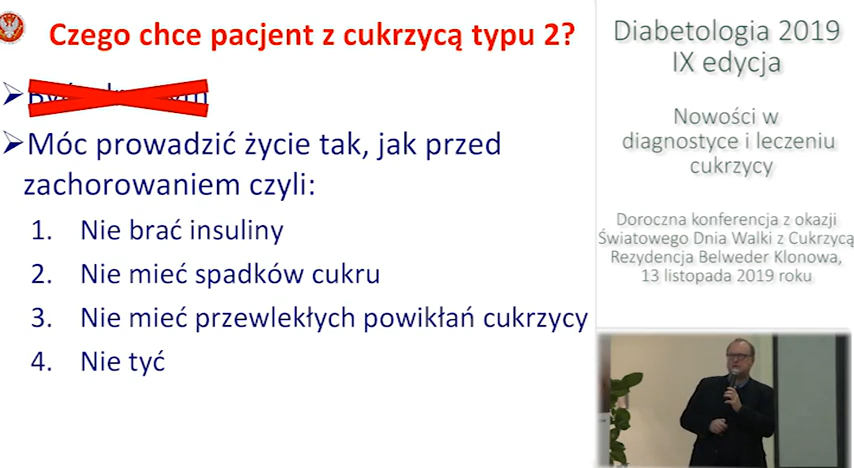 Czego chce pacjent z cukrzycą typu 2?
Móc prowadzić życie tak, jak przed
zachorowaniem czyli:
1. Nie brać insuliny
2. Nie mieć spadków cukru
3. Nie mieć przewlekłych powikłań cukrzycy
4. Nie tyć
Diabetologia 2019
IX edycja
Nowości w
diagnostyce i leczeniu
cukrzycy
Doroczna konferencja z okazji
Światowego Dnia Walki z Cukrzycą
Rezydencja Belweder Klonowa,
13 listopada 2019 roku